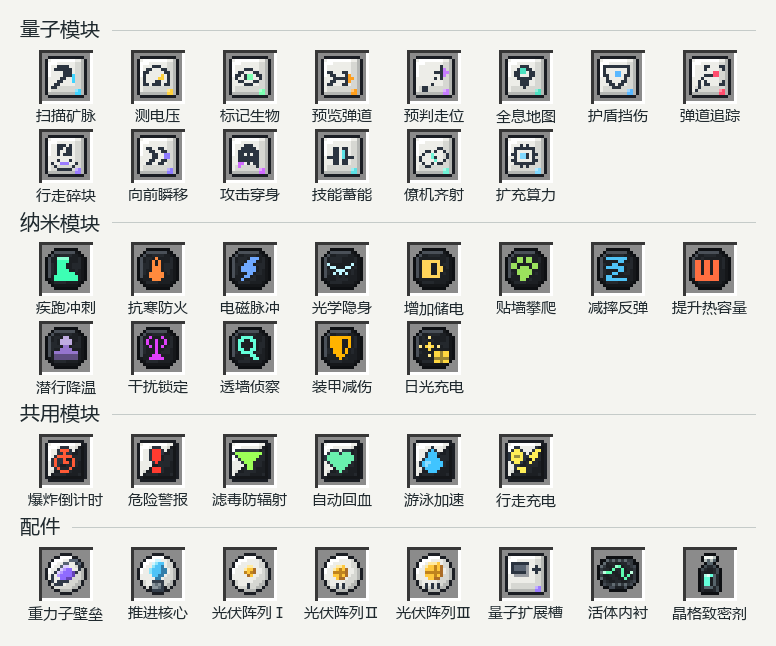 量子模块
扫描矿脉 测电压 标记生物 预览弹道 预判走位 全息地图 护盾挡伤 弹道追踪
行走碎块 向前瞬移 攻击穿身 技能蓄能 僚机齐射 扩充算力
纳米模块
疾跑冲刺 抗寒防火 电磁脉冲 光学隐身 增加储电 贴墙攀爬 减摔反弹 提升热容量
潜行降温 干扰锁定 透墙侦察 装甲减伤 日光充电
共用模块
爆炸倒计时 危险警报 滤毒防辐射 自动回血 游泳加速 行走充电
配件
重力子壁垒 推进核心 光伏阵列Ⅰ 光伏阵列Ⅱ 光伏阵列Ⅲ 量子扩展槽 活体内衬 晶格致密剂